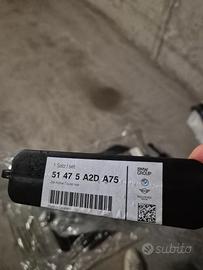 1 Satz / set
51 47 5 A2D A75
BMW
GROUP
subito